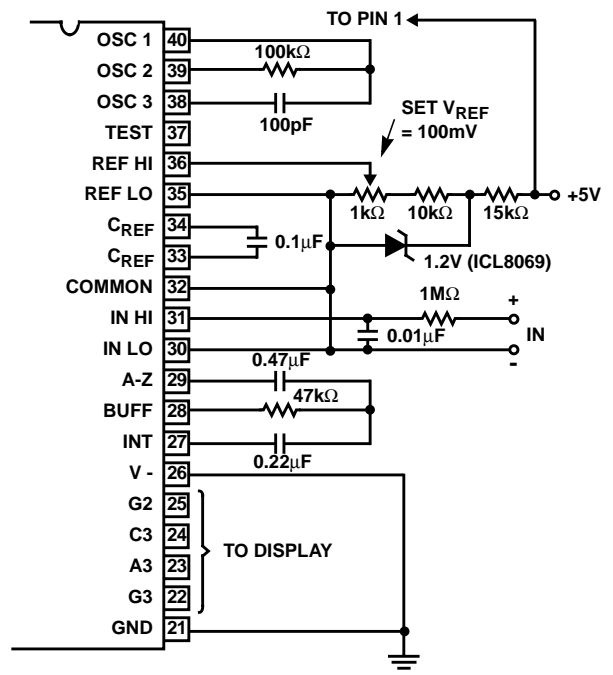 TO PIN 1
OSC 1 40
100kΩ
OSC 2 39
OSC 3 38
100pF
SET VREF
= 100mV
TEST 37
REF HI 36
REF LO 35
1kΩ 10kΩ 15kΩ
+5V
CREF 34
0.1µF
CREF 33
1.2V (ICL8069)
COMMON 32
1MΩ
IN HI 31
+
0.01µF
IN
IN LO 30
-
0.47µF
A-Z 29
47kΩ
BUFF 28
INT 27
0.22µF
V - 26
G2 25
C3 24
TO DISPLAY
A3 23
G3 22
GND 21